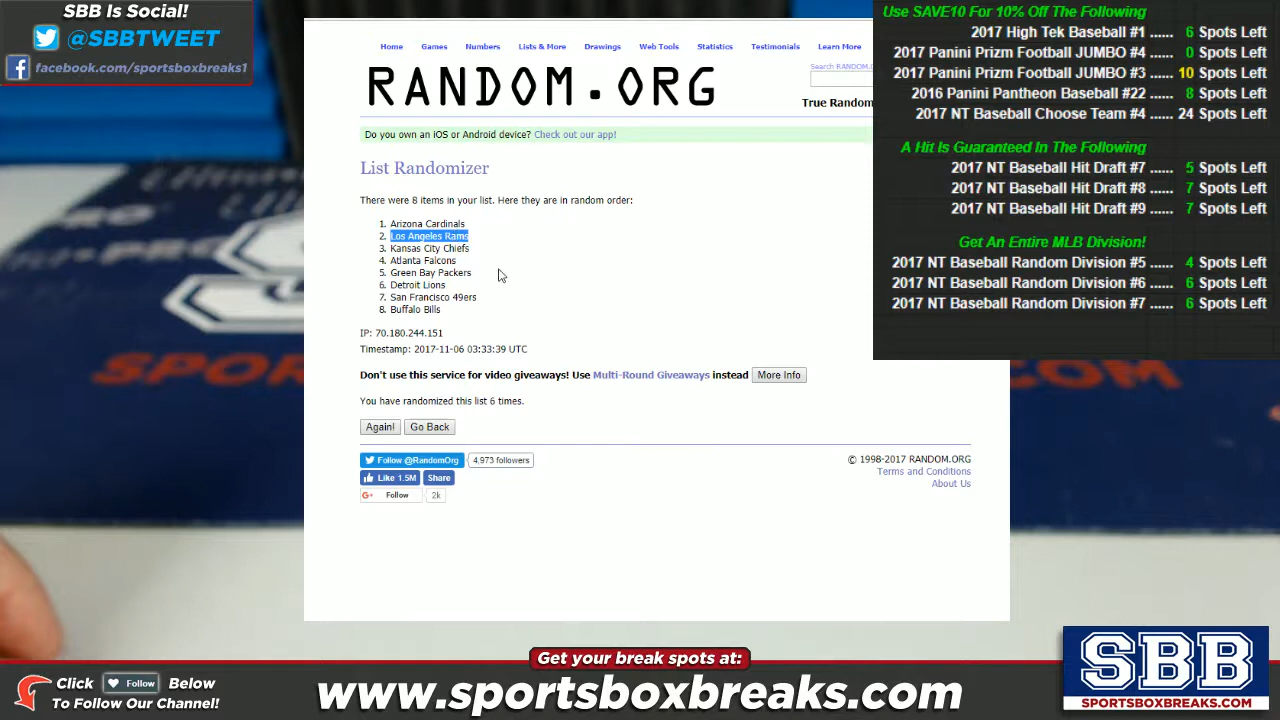 SBB Is Social!
@SBBTWEET
facebook.com/sportsboxbreaks1
Home Games Numbers Lists & More Drawings Web Tools Statistics Testimonials Learn More
RANDOM.ORG
Search RANDOM.O
True Random
Do you own an iOS or Android device? Check out our app!
List Randomizer
There were 8 items in your list. Here they are in random order:
1. Arizona Cardinals
2. Los Angeles Rams
3. Kansas City Chiefs
4. Atlanta Falcons
5. Green Bay Packers
6. Detroit Lions
7. San Francisco 49ers
8. Buffalo Bills
IP: 70.180.244.151
Timestamp: 2017-11-06 03:33:39 UTC
Don't use this service for video giveaways! Use Multi-Round Giveaways instead More Info
You have randomized this list 6 times.
Again! Go Back
Follow @RandomOrg 4,973 followers
Like 1.5M Share
G+ Follow 2k
© 1998-2017 RANDOM.ORG
Terms and Conditions
About Us
Use SAVE10 For 10% Off The Following
2017 High Tek Baseball #1 ...... 6 Spots Left
2017 Panini Prizm Football JUMBO #4 ...... 0 Spots Left
2017 Panini Prizm Football JUMBO #3 ...... 10 Spots Left
2016 Panini Pantheon Baseball #22 ...... 8 Spots Left
2017 NT Baseball Choose Team #4 ...... 24 Spots Left
A Hit Is Guaranteed In The Following
2017 NT Baseball Hit Draft #7 ...... 5 Spots Left
2017 NT Baseball Hit Draft #8 ...... 7 Spots Left
2017 NT Baseball Hit Draft #9 ...... 7 Spots Left
Get An Entire MLB Division!
2017 NT Baseball Random Division #5 ...... 4 Spots Left
2017 NT Baseball Random Division #6 ...... 6 Spots Left
2017 NT Baseball Random Division #7 ...... 6 Spots Left
Get your break spots at:
www.sportsboxbreaks.com
Click Follow Below
To Follow Our Channel!
SBB
SPORTSBOXBREAKS.COM